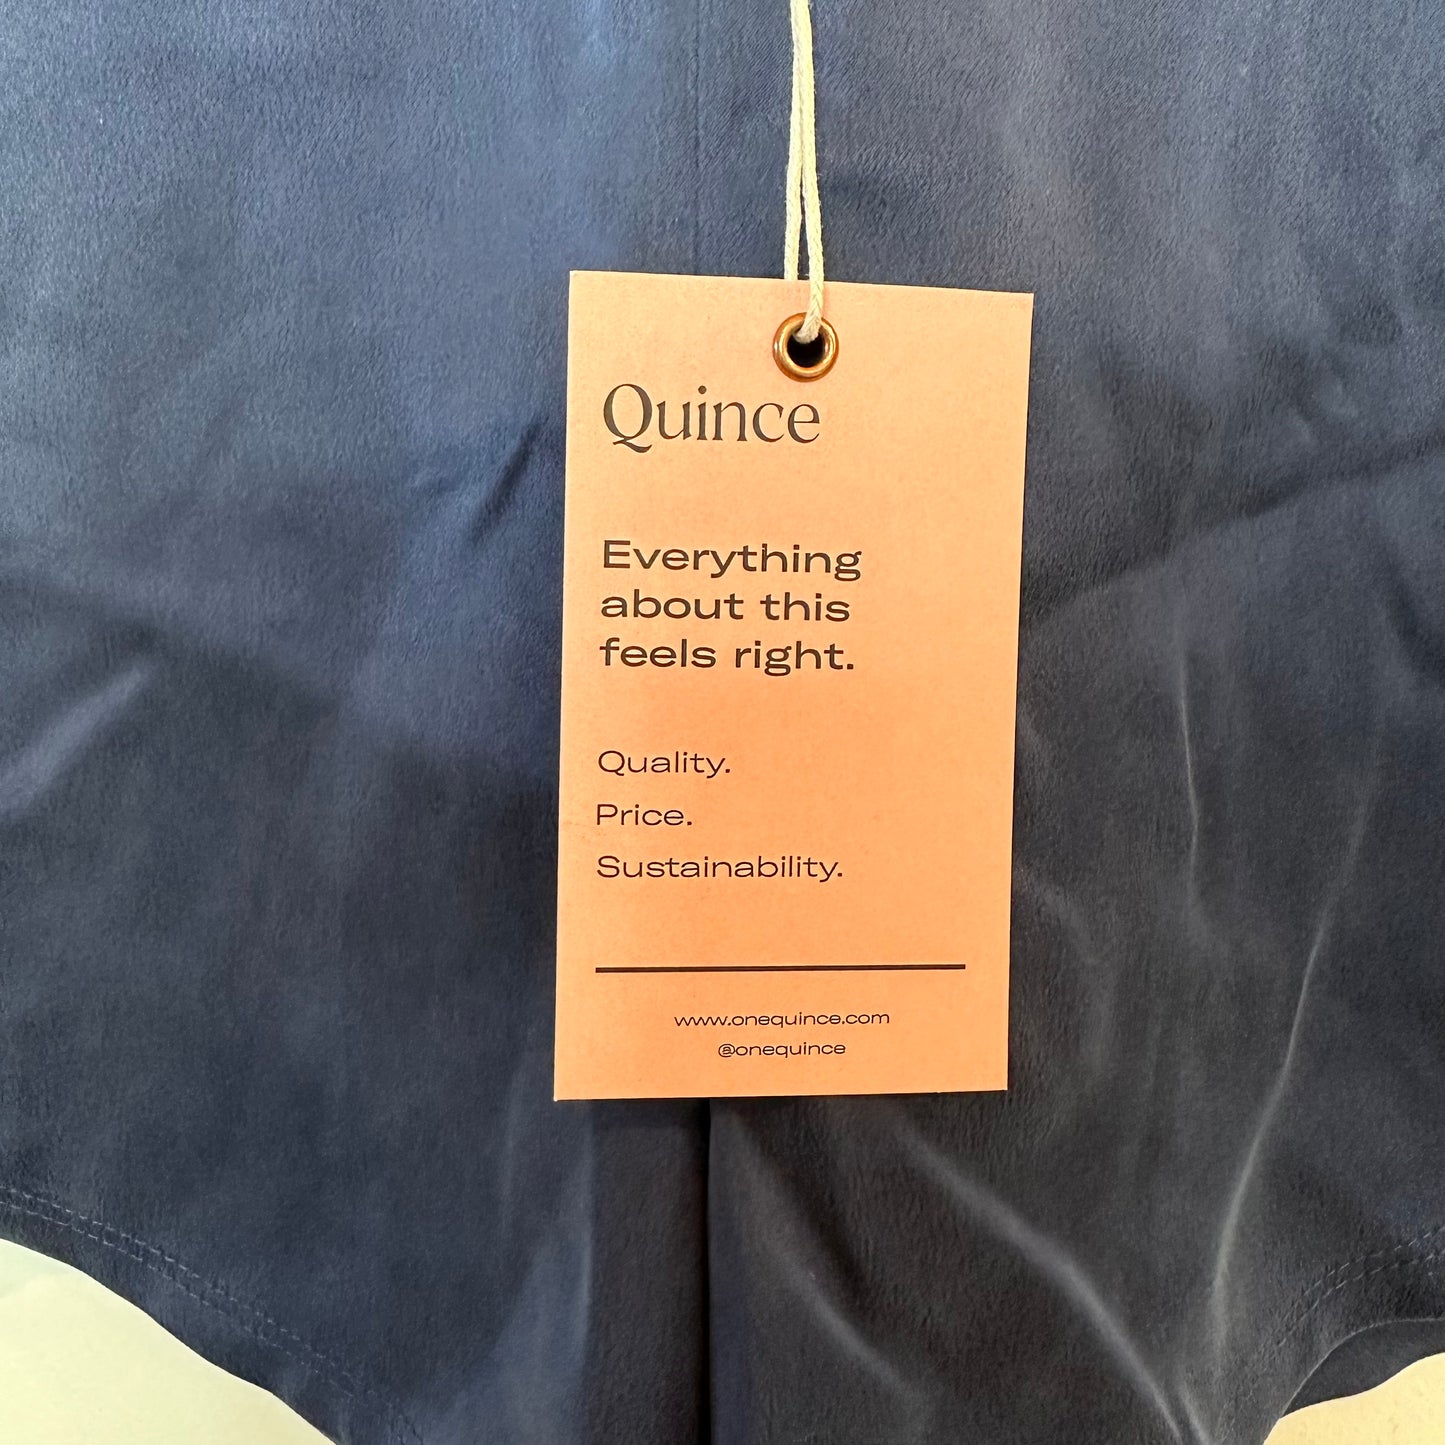 Quince
Everything
about this
feels right.
Quality.
Price.
Sustainability.
www.onequince.com
@onequince